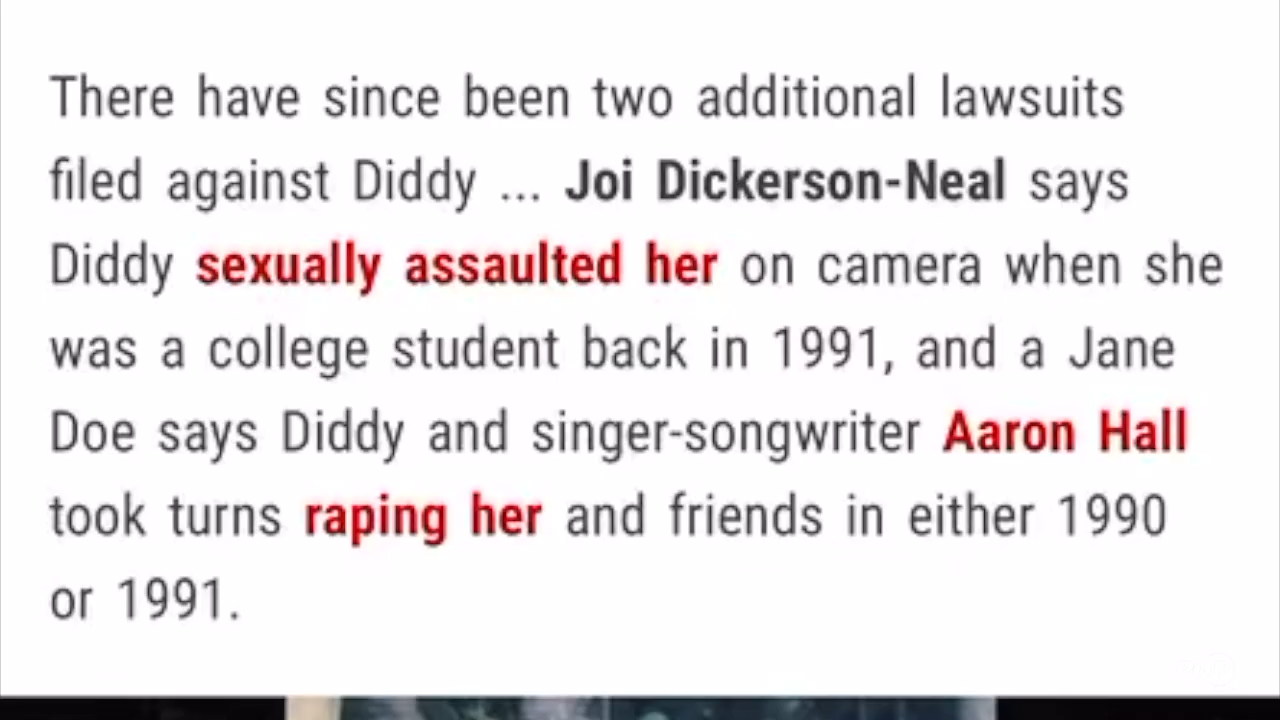 There have since been two additional lawsuits
filed against Diddy ... Joi Dickerson-Neal says
Diddy sexually assaulted her on camera when she
was a college student back in 1991, and a Jane
Doe says Diddy and singer-songwriter Aaron Hall
took turns raping her and friends in either 1990
or 1991.